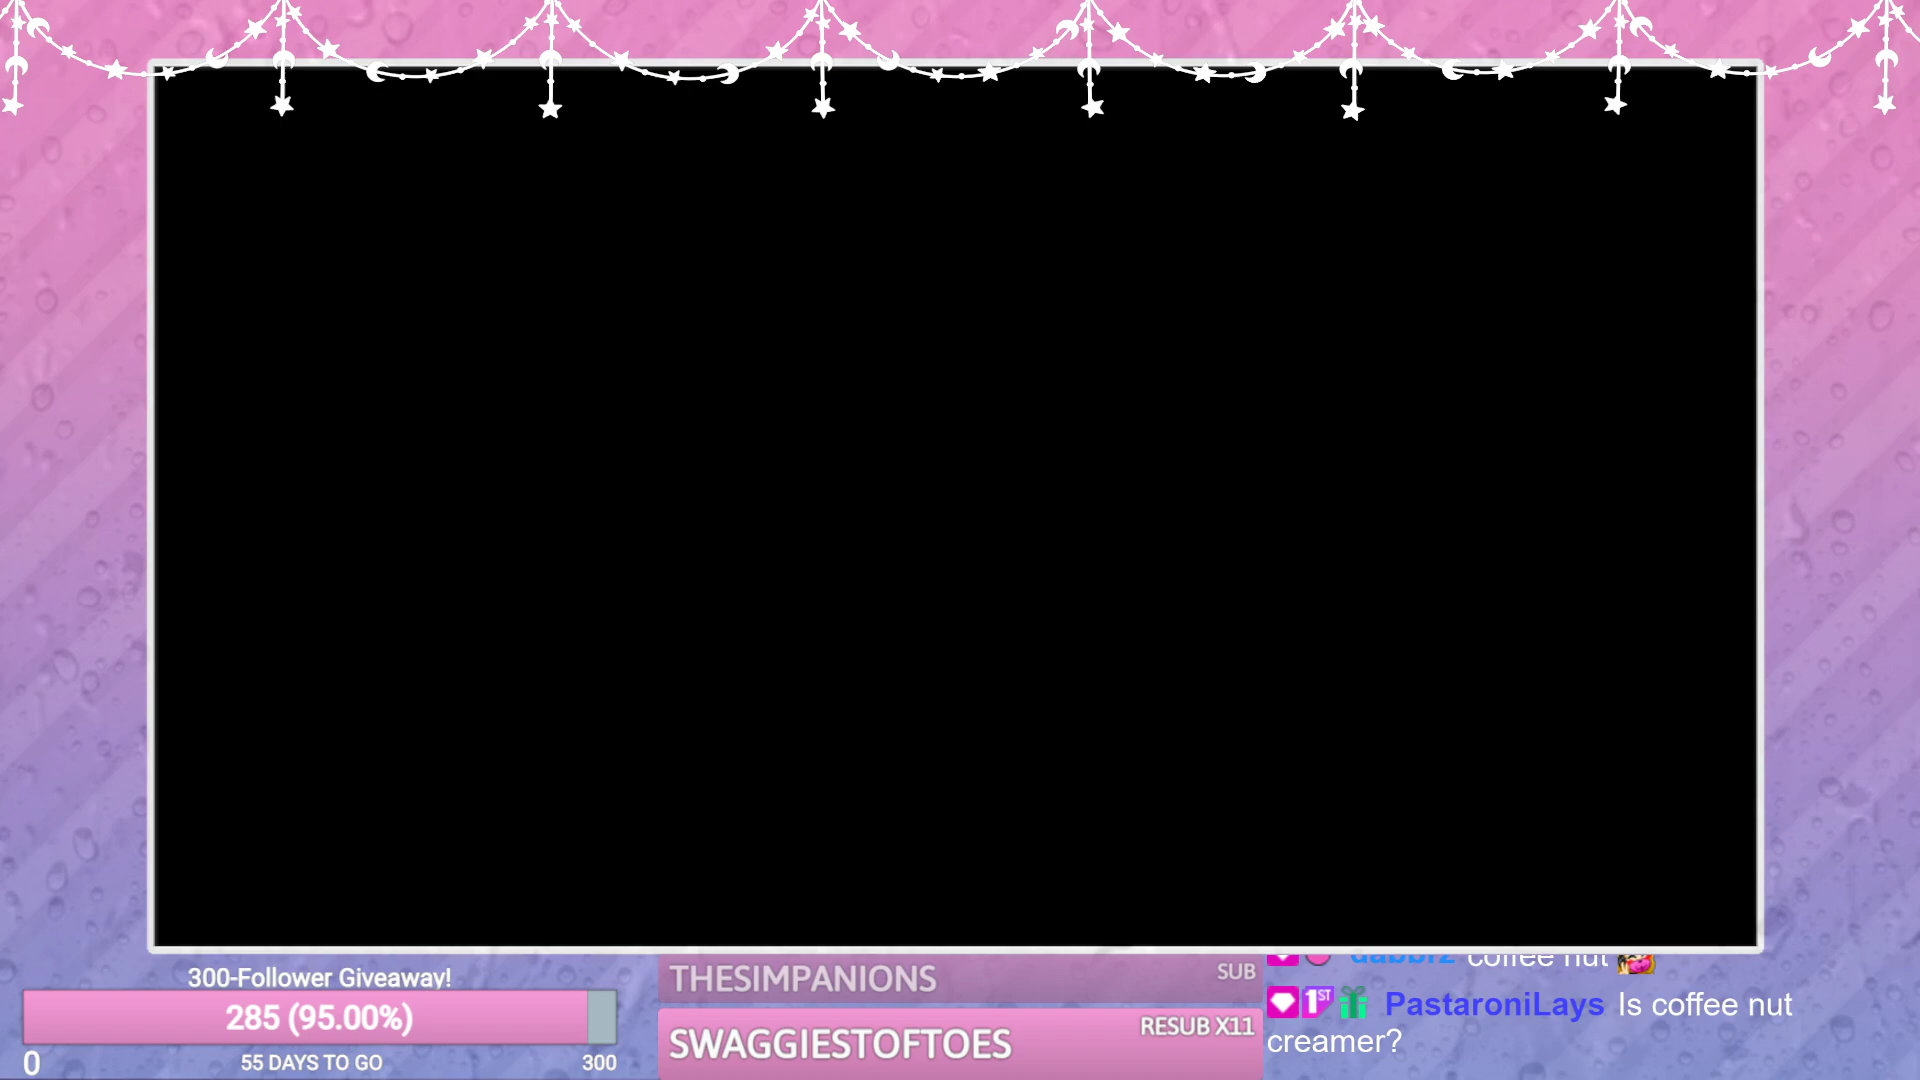 300-Follower Giveaway!
285 (95.00%)
0
55 DAYS TO GO
300
THESIMPANIONS
SUB
SWAGGIESTOFTOES
RESUB X11
dabbrz coffee nut
1ST PastaroniLays Is coffee nut
creamer?